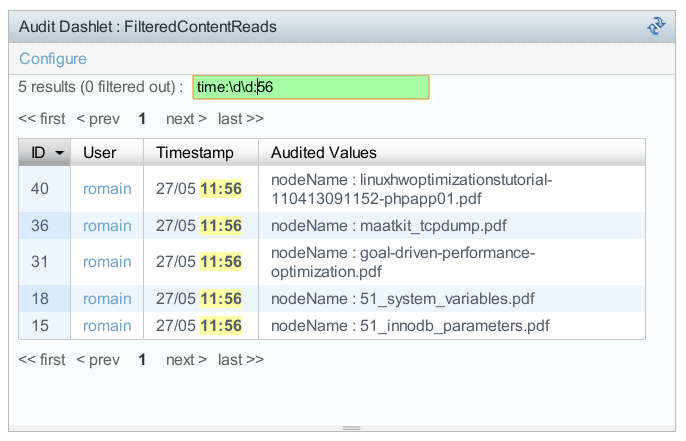 Audit Dashlet : FilteredContentReads
Configure
5 results (0 filtered out) : time:\d\d:56
<< first < prev 1 next > last >>
ID User Timestamp Audited Values
40 romain 27/05 11:56 nodeName : linuxhwoptimizationstutorial-
110413091152-phpapp01.pdf
36 romain 27/05 11:56 nodeName : maatkit_tcpdump.pdf
31 romain 27/05 11:56 nodeName : goal-driven-performance-
optimization.pdf
18 romain 27/05 11:56 nodeName : 51_system_variables.pdf
15 romain 27/05 11:56 nodeName : 51_innodb_parameters.pdf
<< first < prev 1 next > last >>